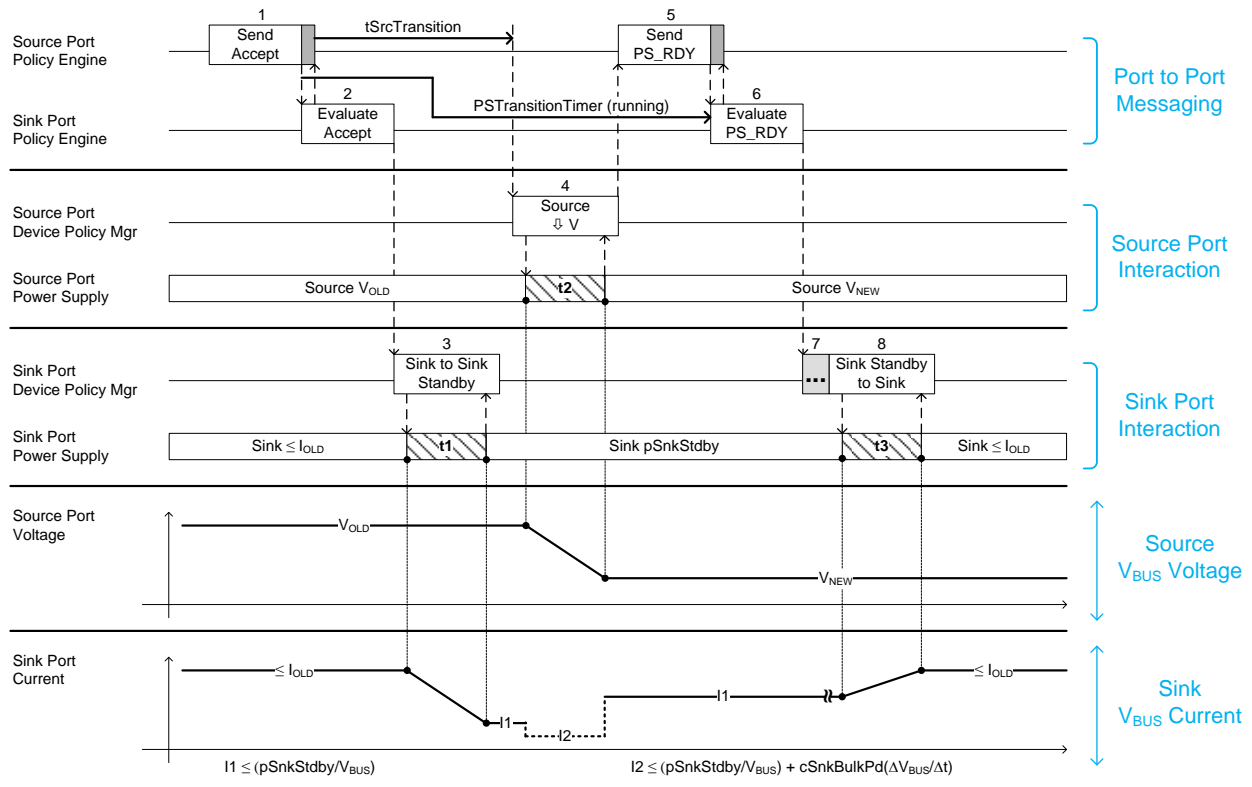 1
Send
Accept
tSrcTransition
5
Send
PS_RDY
Source Port
Policy Engine
2
Evaluate
Accept
PSTransitionTimer (running)
6
Evaluate
PS_RDY
Sink Port
Policy Engine
Port to Port
Messaging
4
Source
⇩ V
Source Port
Device Policy Mgr
Source Port
Power Supply
Source VOLD
t2
Source VNEW
Source Port
Interaction
3
Sink to Sink
Standby
7
...
8
Sink Standby
to Sink
Sink Port
Device Policy Mgr
Sink Port
Power Supply
Sink ≤ IOLD
t1
Sink pSnkStdby
t3
Sink ≤ IOLD
Sink Port
Interaction
Source Port
Voltage
VOLD
VNEW
Source
VBUS Voltage
Sink Port
Current
≤ IOLD
I1
I2
I1
≤ IOLD
Sink
VBUS Current
I1 ≤ (pSnkStdby/VBUS)
I2 ≤ (pSnkStdby/VBUS) + cSnkBulkPd(ΔVBUS/Δt)